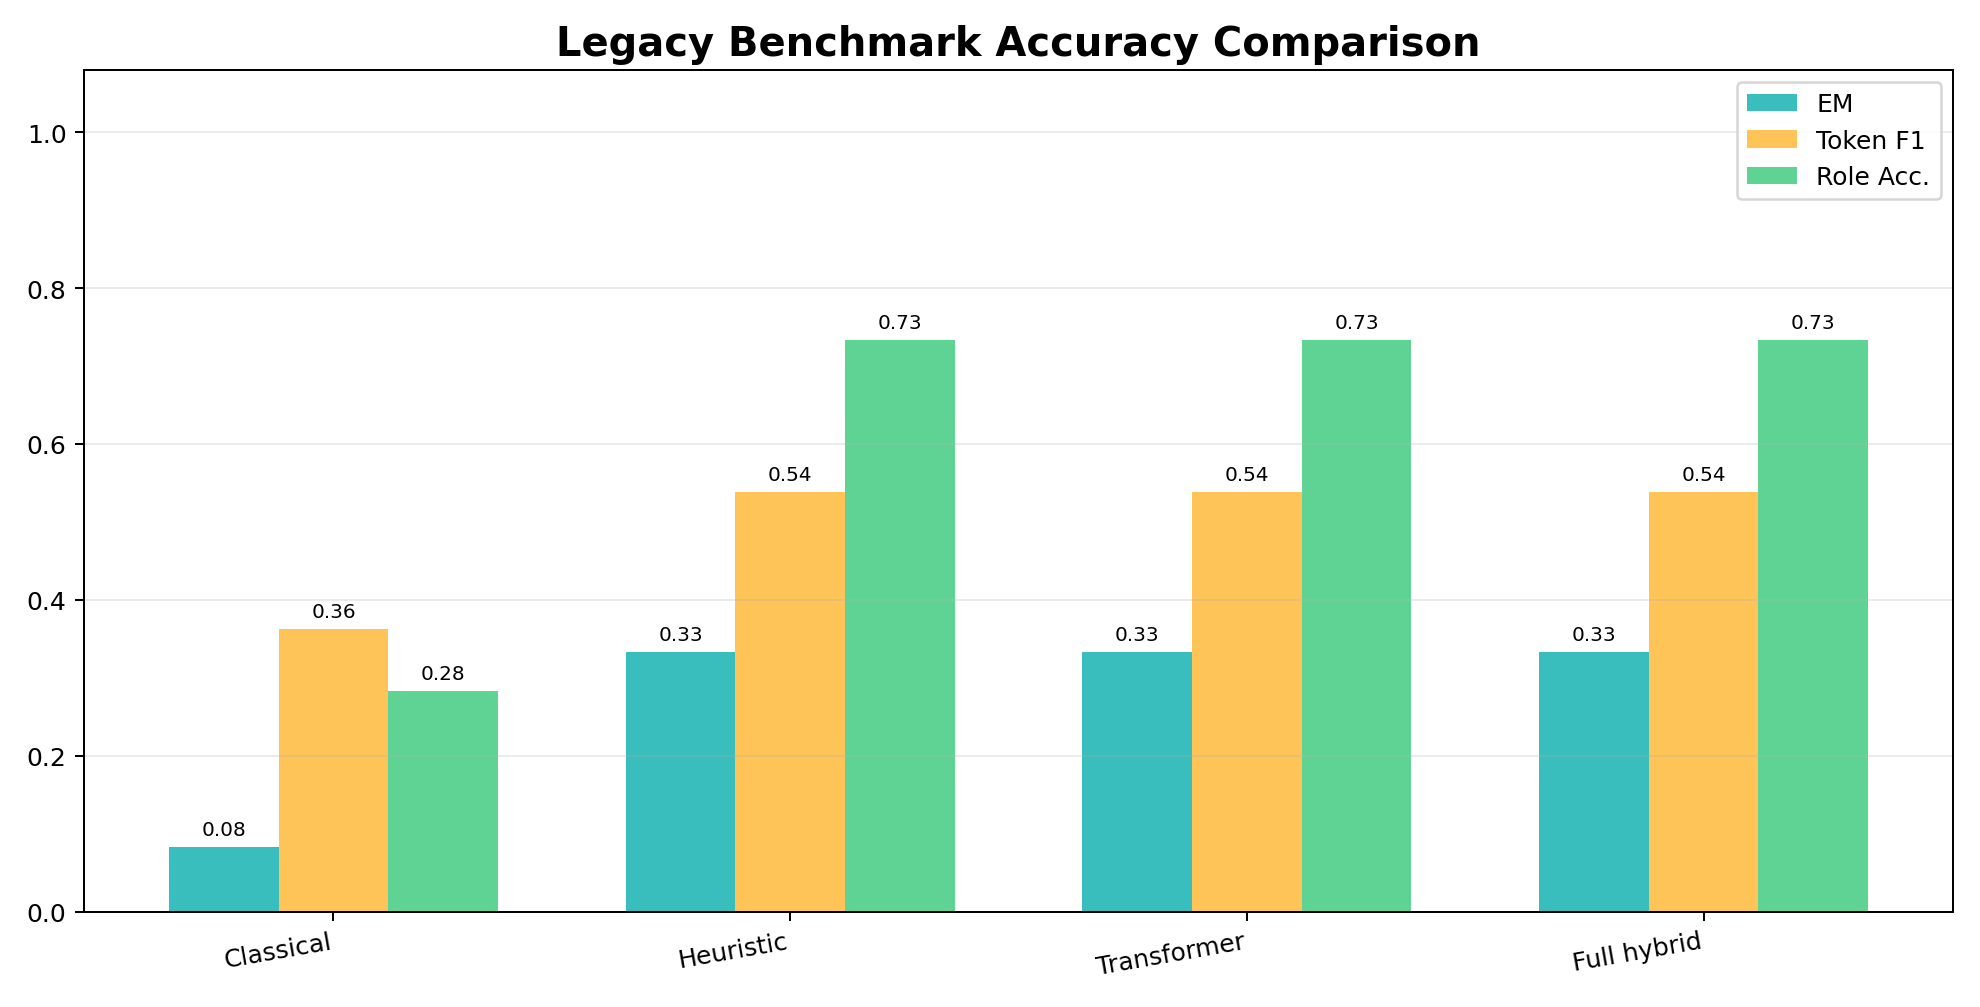 Legacy Benchmark Accuracy Comparison
EM
Token F1
Role Acc.
1.0
0.8
0.6
0.4
0.2
0.0
0.08
0.36
0.28
0.33
0.54
0.73
0.33
0.54
0.73
0.33
0.54
0.73
Classical
Heuristic
Transformer
Full hybrid